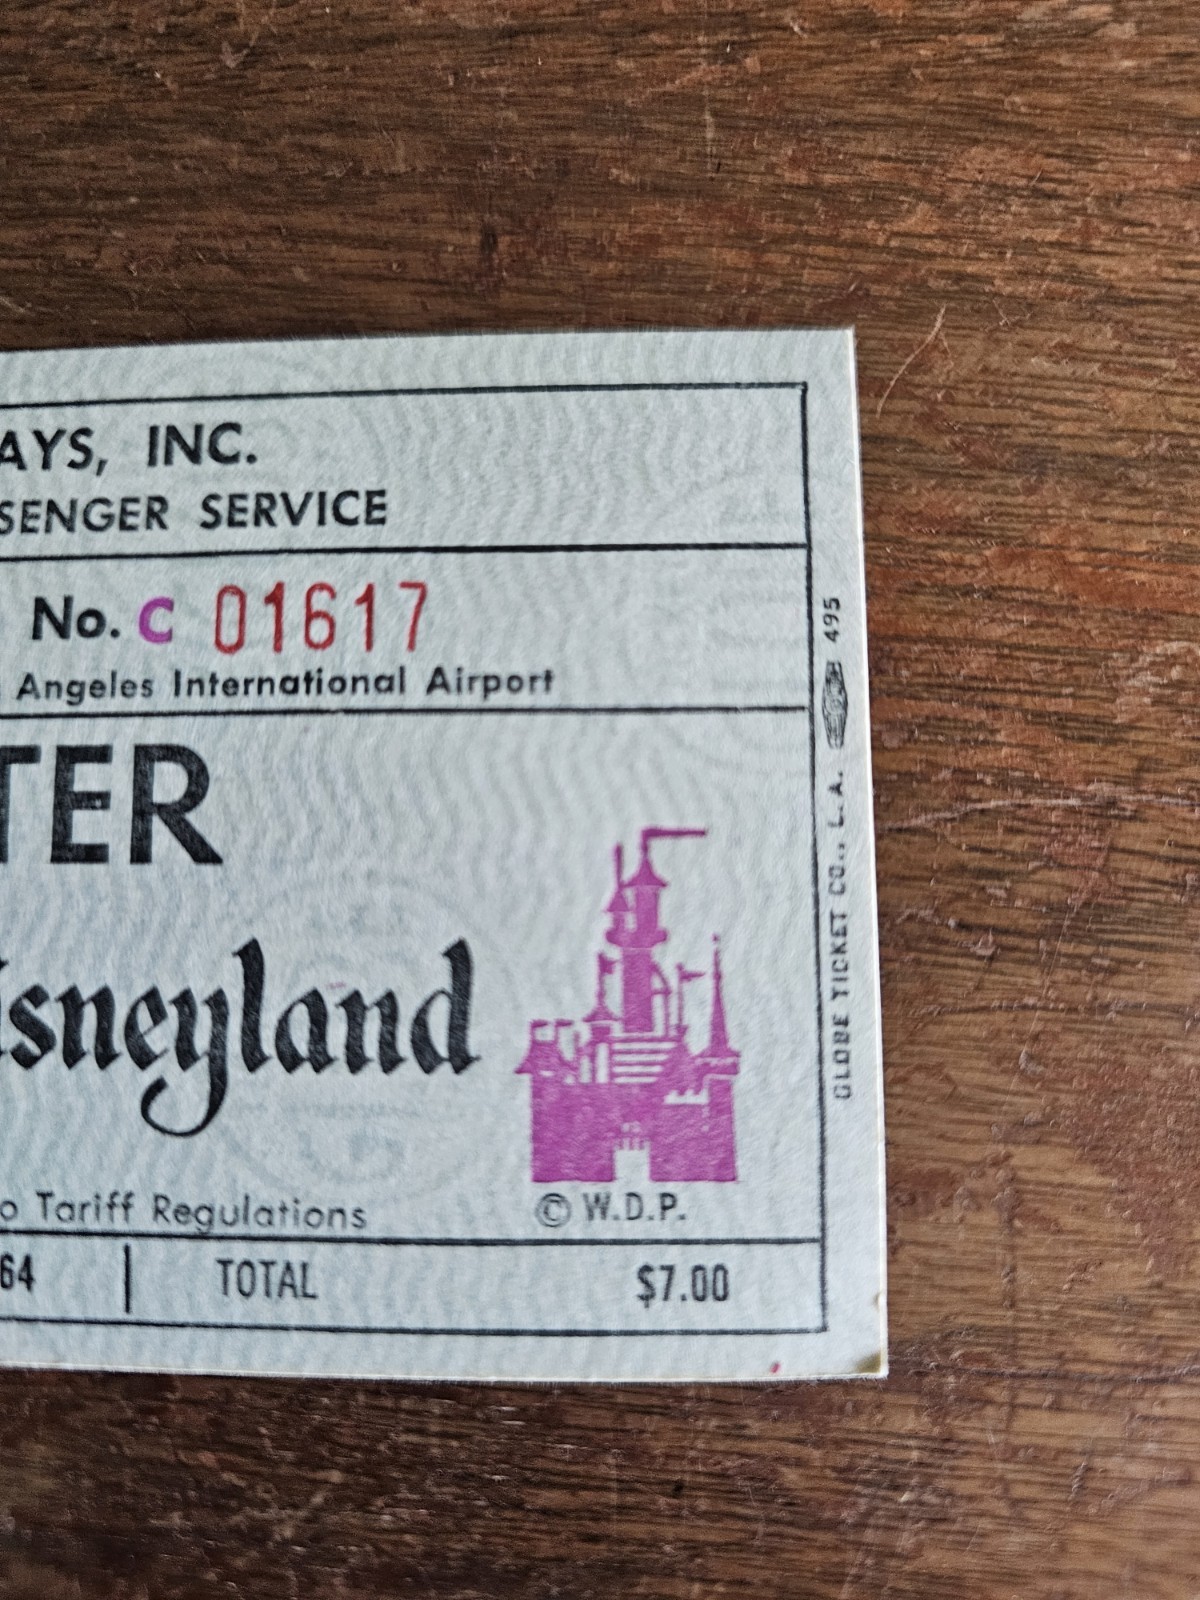 AYS, INC.
SENGER SERVICE
No. C 01617
Angeles International Airport
TER
isneyland
o Tariff Regulations
© W.D.P.
64 | TOTAL $7.00
GLOBE TICKET CO., L.A. 495